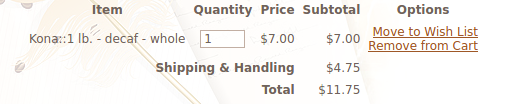 Item Quantity Price Subtotal Options
Kona::1 lb. - decaf - whole 1 $7.00 $7.00 Move to Wish List
Remove from Cart
Shipping & Handling $4.75
Total $11.75